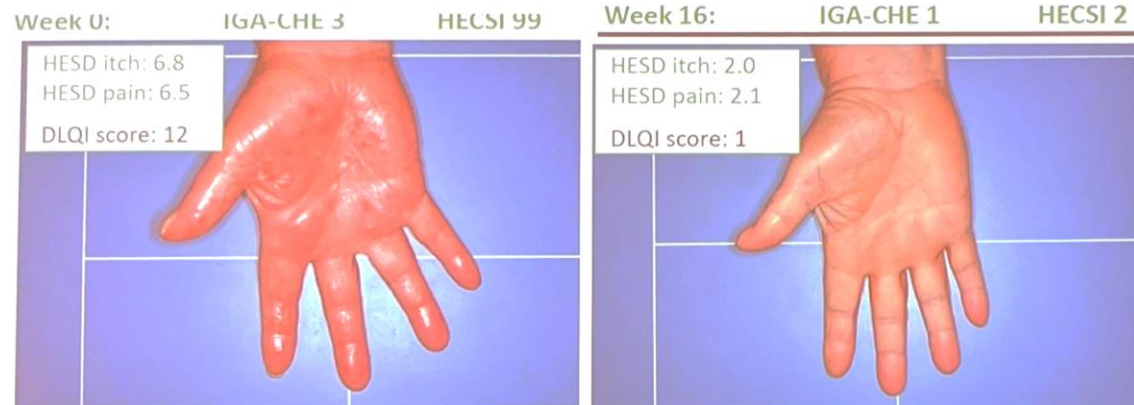 Week 0: IGA-CHE 3 HECSI 99
HESD itch: 6.8
HESD pain: 6.5
DLQI score: 12
Week 16: IGA-CHE 1 HECSI 2
HESD itch: 2.0
HESD pain: 2.1
DLQI score: 1